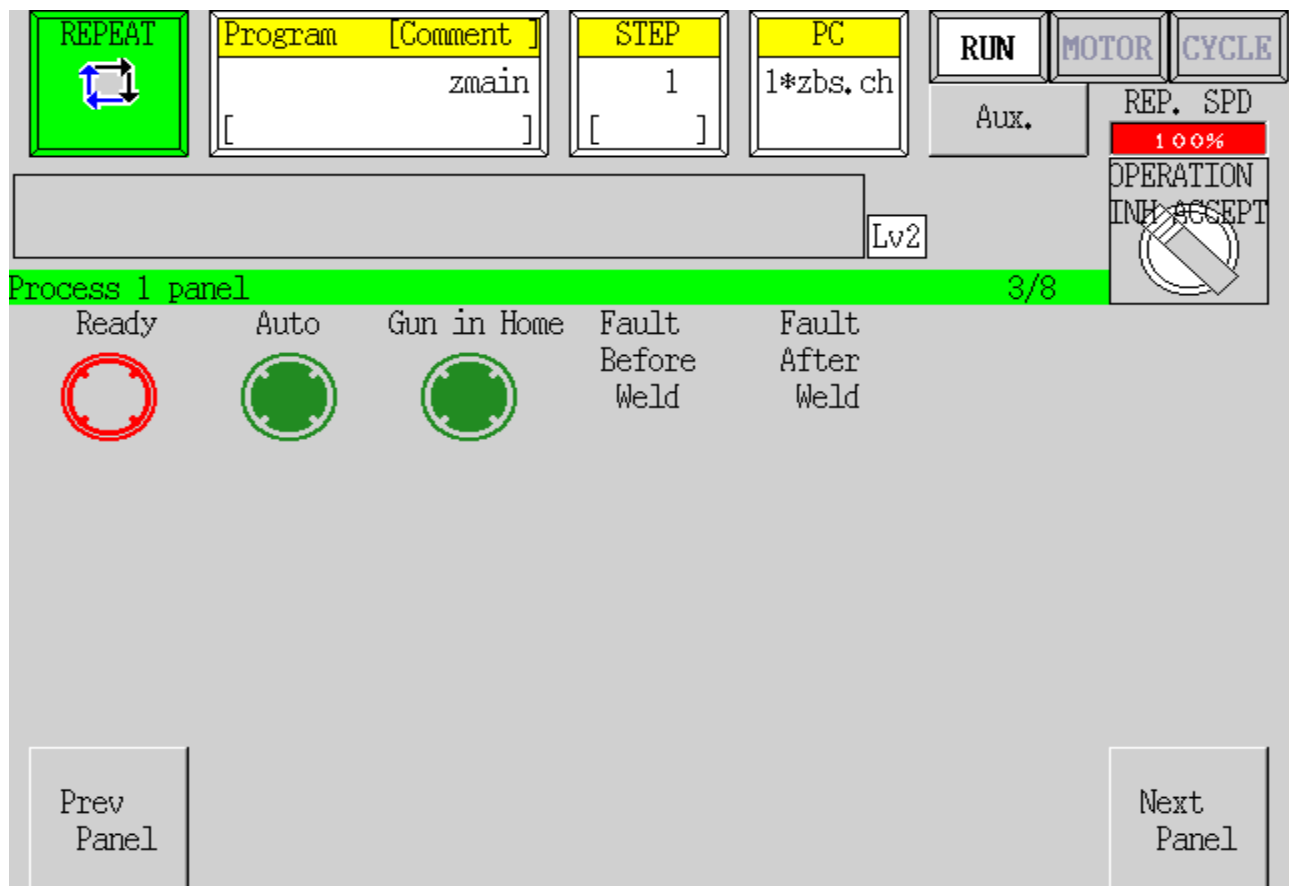 REPEAT
Program [Comment ]
zmain
[ ]
STEP
1
[ ]
PC
1*zbs.ch
RUN
MOTOR
CYCLE
Aux.
REP. SPD
100%
OPERATION
INH ACCEPT
Lv2
Process 1 panel 3/8
Ready
Auto
Gun in Home
Fault
Before
Weld
Fault
After
Weld
Prev
Panel
Next
Panel